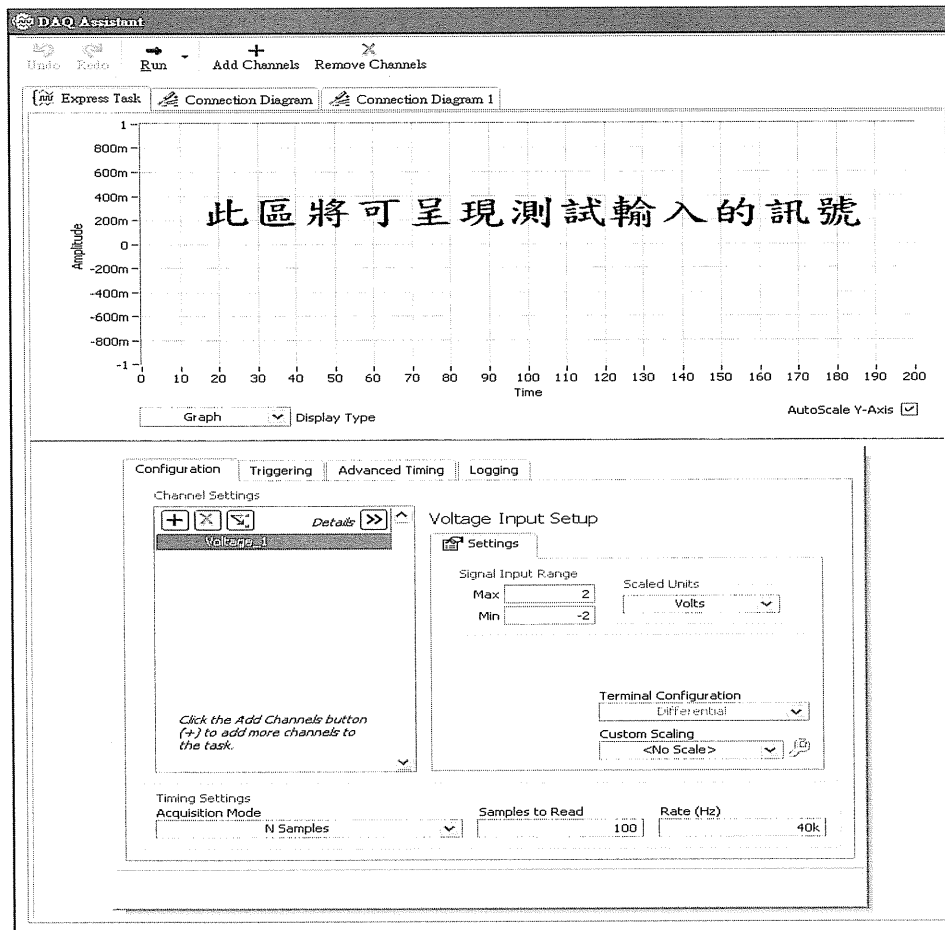 DAQ Assistant
Undo Redo Run Add Channels Remove Channels
Express Task Connection Diagram Connection Diagram 1
1
800m
600m
400m
200m
0
-200m
-400m
-600m
-800m
-1
Amplitude
此區將可呈現測試輸入的訊號
0 10 20 30 40 50 60 70 80 90 100 110 120 130 140 150 160 170 180 190 200
Time
Graph Display Type
AutoScale Y-Axis
Configuration Triggering Advanced Timing Logging
Channel Settings
Details >>
Voltage_1
Click the Add Channels button
(+) to add more channels to
the task.
Voltage Input Setup
Settings
Signal Input Range
Max 2
Min -2
Scaled Units
Volts
Terminal Configuration
Differential
Custom Scaling
<No Scale>
Timing Settings
Acquisition Mode
N Samples
Samples to Read
100
Rate (Hz)
40k